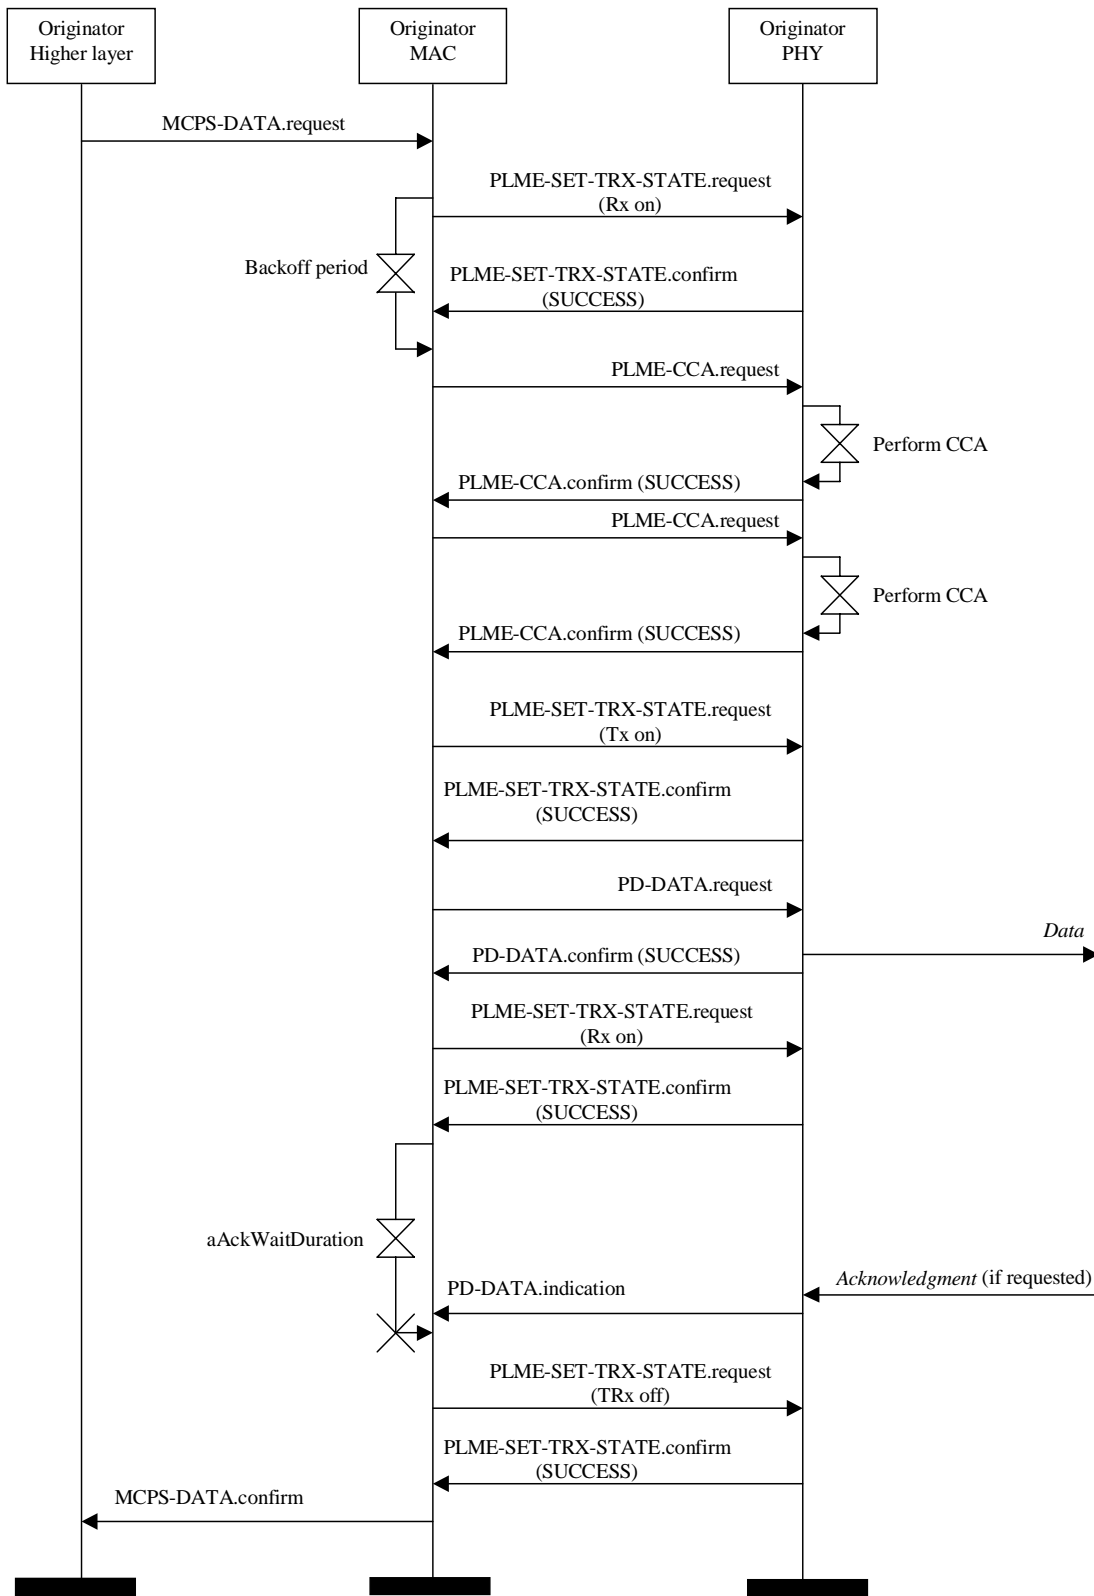 Originator
Higher layer
Originator
MAC
Originator
PHY
MCPS-DATA.request
PLME-SET-TRX-STATE.request
(Rx on)
Backoff period
PLME-SET-TRX-STATE.confirm
(SUCCESS)
PLME-CCA.request
Perform CCA
PLME-CCA.confirm (SUCCESS)
PLME-CCA.request
Perform CCA
PLME-CCA.confirm (SUCCESS)
PLME-SET-TRX-STATE.request
(Tx on)
PLME-SET-TRX-STATE.confirm
(SUCCESS)
PD-DATA.request
Data
PD-DATA.confirm (SUCCESS)
PLME-SET-TRX-STATE.request
(Rx on)
PLME-SET-TRX-STATE.confirm
(SUCCESS)
aAckWaitDuration
Acknowledgment (if requested)
PD-DATA.indication
PLME-SET-TRX-STATE.request
(TRx off)
PLME-SET-TRX-STATE.confirm
(SUCCESS)
MCPS-DATA.confirm